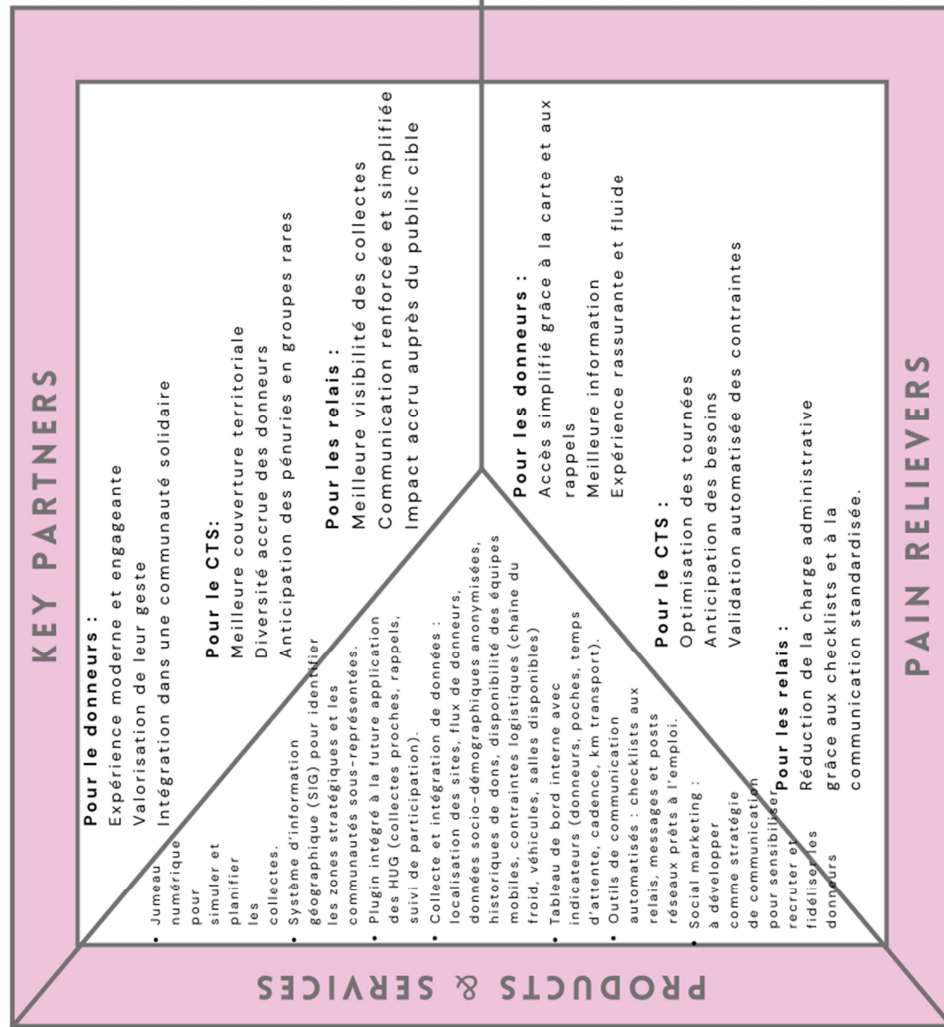 KEY PARTNERS
Pour le donneurs :
Expérience moderne et engageante
Valorisation de leur geste
Intégration dans une communauté solidaire
Pour le CTS:
Meilleure couverture territoriale
Diversité accrue des donneurs
Anticipation des pénuries en groupes rares
Pour les relais :
Meilleure visibilité des collectes
Communication renforcée et simplifiée
Impact accru auprès du public cible
• Jumeau
numérique
pour
simuler et
planifier
les
collectes.
• Système d'information
géographique (SIG) pour identifier
les zones stratégiques et les
communautés sous-représentées.
• Plugin intégré à la future application
des HUG (collectes proches, rappels,
suivi de participation).
• Collecte et intégration de données :
localisation des sites, flux de donneurs,
données socio-démographiques anonymisées,
historiques de dons, disponibilité des équipes
mobiles, contraintes logistiques (chaîne du
froid, véhicules, salles disponibles)
• Tableau de bord interne avec
indicateurs (donneurs, poches, temps
d'attente, cadence, km transport).
• Outils de communication
automatisés : checklists aux
relais, messages et posts
réseaux prêts à l'emploi.
• Social marketing :
à développer
comme stratégie
de communication
pour sensibiliser,
recruter et
fidéliser les
donneurs
PRODUCTS & SERVICES
Pour les donneurs :
Accès simplifié grâce à la carte et aux
rappels
Meilleure information
Expérience rassurante et fluide
Pour le CTS :
Optimisation des tournées
Anticipation des besoins
Validation automatisée des contraintes
Pour les relais :
Réduction de la charge administrative
grâce aux checklists et à la
communication standardisée.
PAIN RELIEVERS